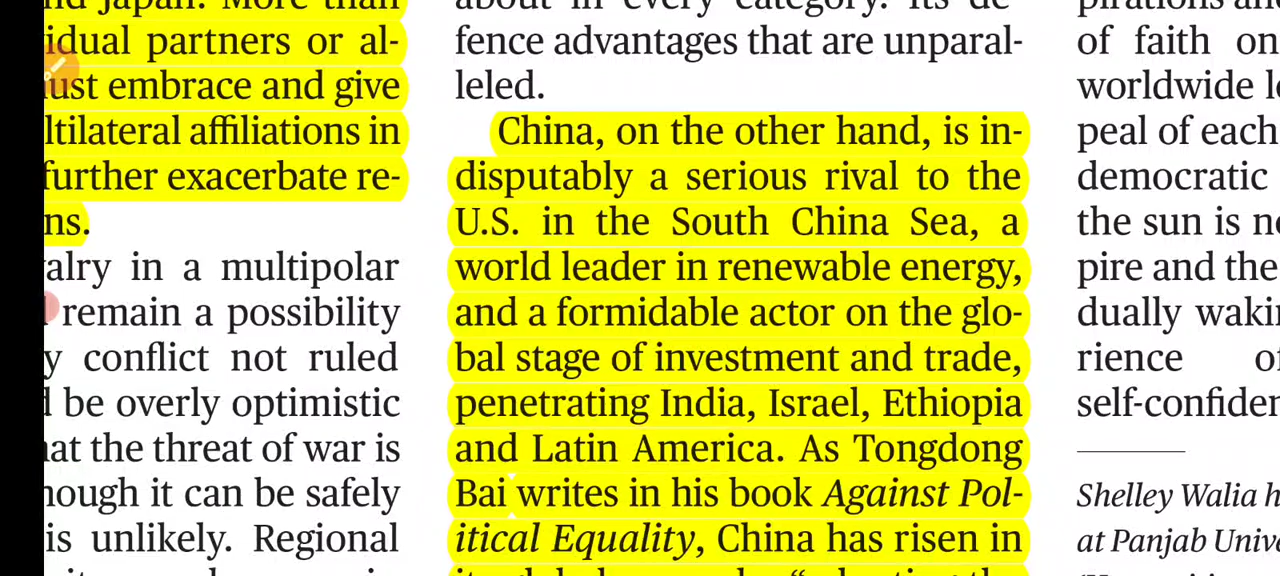 nd Japan. More than
idual partners or al-
ust embrace and give
ltilateral affiliations in
further exacerbate re-
ns.
alry in a multipolar
remain a possibility
y conflict not ruled
d be overly optimistic
hat the threat of war is
hough it can be safely
is unlikely. Regional
about in every category. Its de-
fence advantages that are unparal-
leled.
China, on the other hand, is in-
disputably a serious rival to the
U.S. in the South China Sea, a
world leader in renewable energy,
and a formidable actor on the glo-
bal stage of investment and trade,
penetrating India, Israel, Ethiopia
and Latin America. As Tongdong
Bai writes in his book Against Pol-
itical Equality, China has risen in
pirations and
of faith on
worldwide le
peal of each
democratic
the sun is no
pire and the
dually waki
rience of
self-confiden
Shelley Walia h
at Panjab Unive